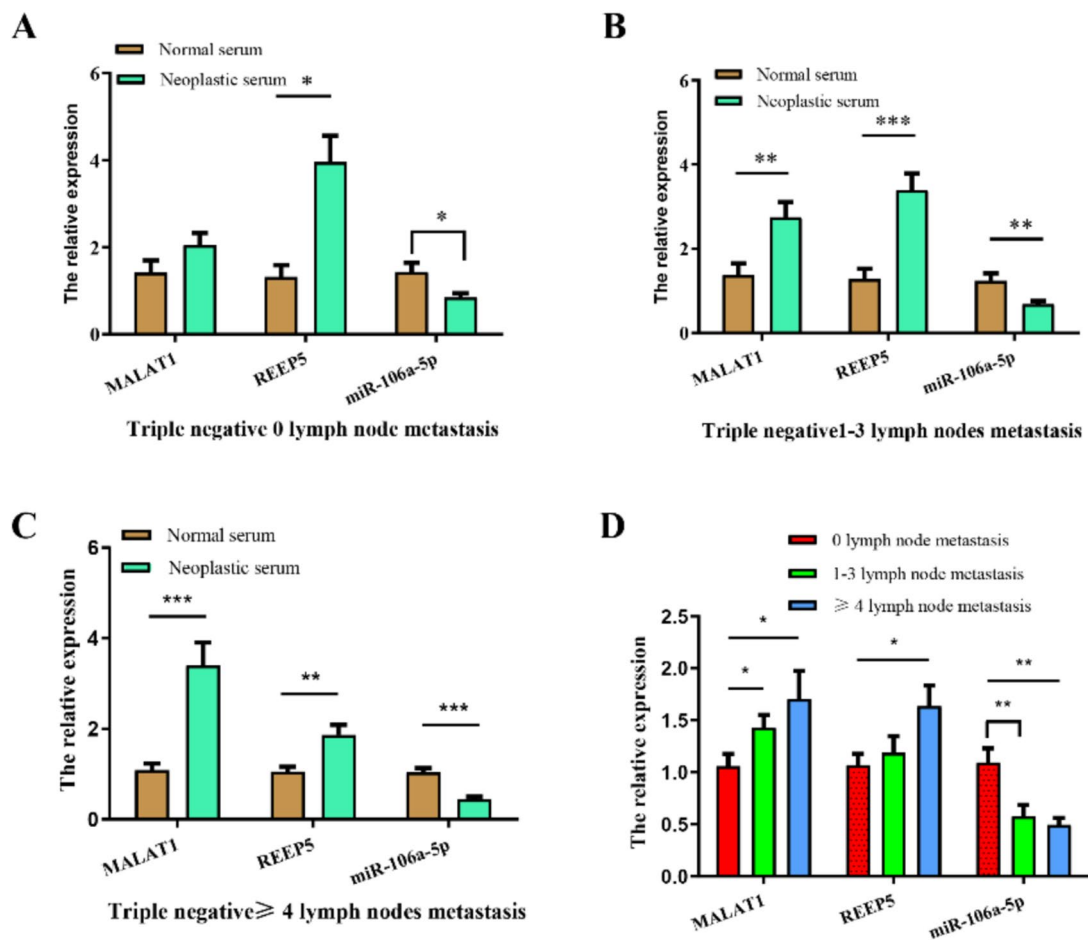 A
Normal serum
Neoplastic serum
The relative expression
6
4
2
0
*
*
MALAT1
REEP5
miR-106a-5p
Triple negative 0 lymph node metastasis
B
Normal serum
Neoplastic serum
The relative expression
6
4
2
0
**
***
**
MALAT1
REEP5
miR-106a-5p
Triple negative1-3 lymph nodes metastasis
C
Normal serum
Neoplastic serum
The relative expression
6
4
2
0
***
**
***
MALAT1
REEP5
miR-106a-5p
Triple negative≥ 4 lymph nodes metastasis
D
0 lymph node metastasis
1-3 lymph node metastasis
≥ 4 lymph node metastasis
The relative expression
2.5
2.0
1.5
1.0
0.5
0.0
*
*
*
**
**
MALAT1
REEP5
miR-106a-5p